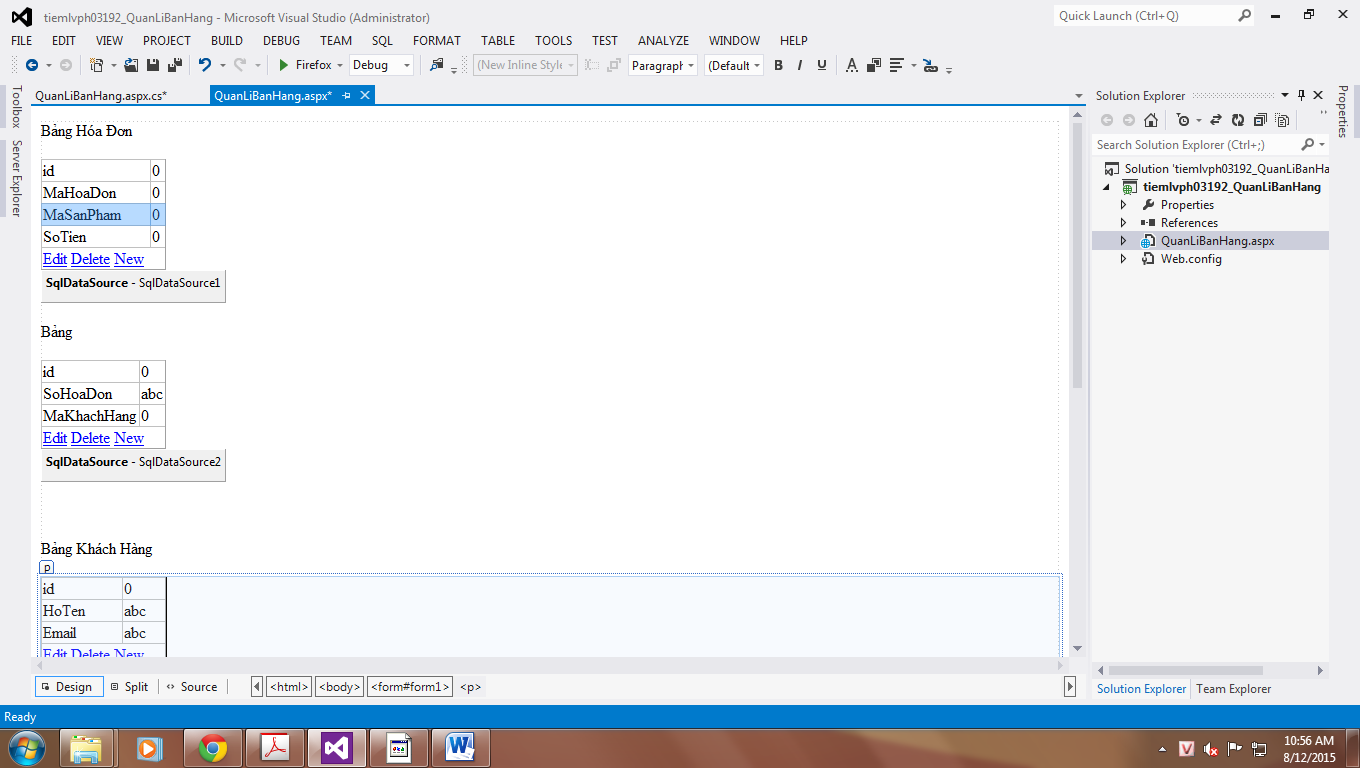 tiemlvph03192_QuanLiBanHang - Microsoft Visual Studio (Administrator)
Quick Launch (Ctrl+Q)
FILE EDIT VIEW PROJECT BUILD DEBUG TEAM SQL FORMAT TABLE TOOLS TEST ANALYZE WINDOW HELP
Firefox Debug (New Inline Style Paragraph (Default B I U A
Toolbox
Server Explorer
QuanLiBanHang.aspx.cs* QuanLiBanHang.aspx*
Bảng Hóa Đơn
id 0
MaHoaDon 0
MaSanPham 0
SoTien 0
Edit Delete New
SqlDataSource - SqlDataSource1
Bảng
id 0
SoHoaDon abc
MaKhachHang 0
Edit Delete New
SqlDataSource - SqlDataSource2
Bảng Khách Hàng
p
id 0
HoTen abc
Email abc
Edit Delete New
Design Split Source <html> <body> <form#form1> <p>
Solution Explorer
Search Solution Explorer (Ctrl+;)
Solution 'tiemlvph03192_QuanLiBanHa
tiemlvph03192_QuanLiBanHang
Properties
References
QuanLiBanHang.aspx
Web.config
Solution Explorer Team Explorer
Properties
Ready
10:56 AM
8/12/2015